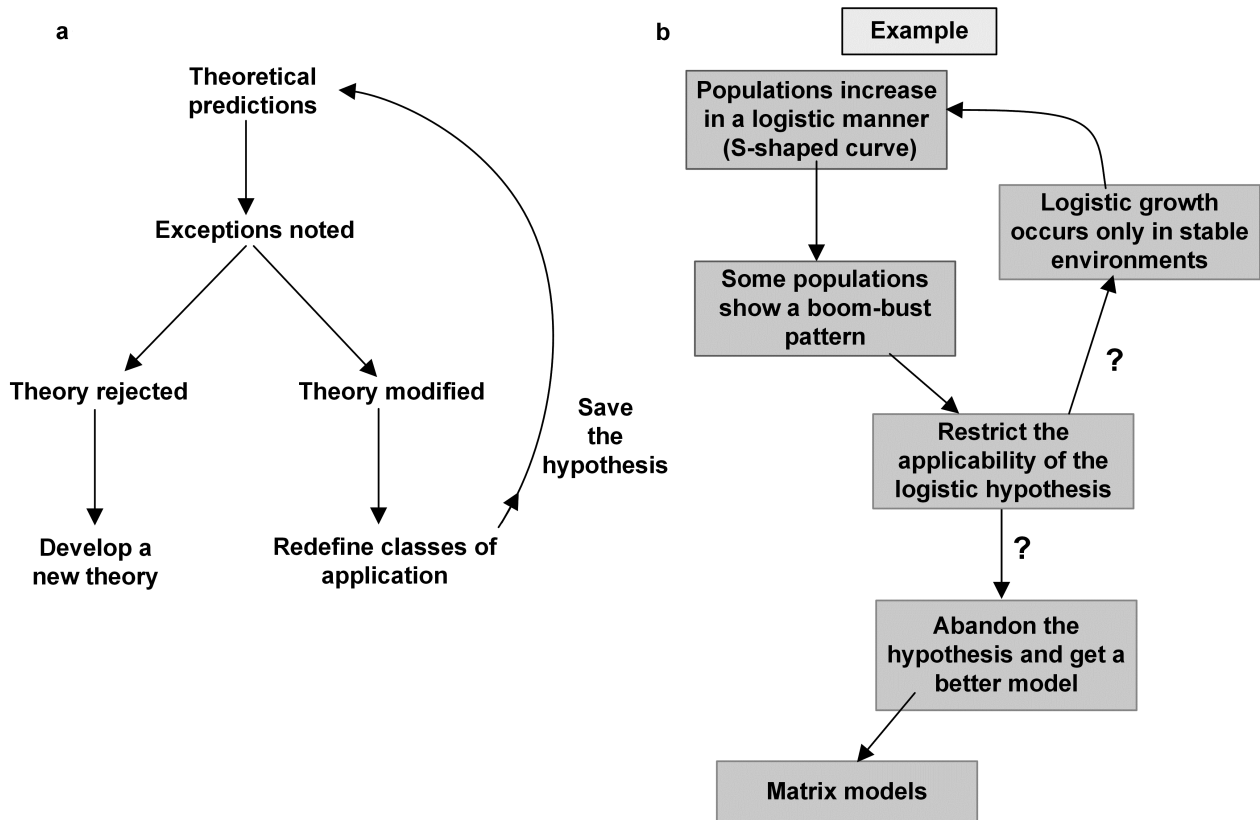 a
Theoretical
predictions
Exceptions noted
Theory rejected
Theory modified
Save
the
hypothesis
Develop a
new theory
Redefine classes of
application
b
Example
Populations increase
in a logistic manner
(S-shaped curve)
Logistic growth
occurs only in stable
environments
Some populations
show a boom-bust
pattern
?
Restrict the
applicability of the
logistic hypothesis
?
Abandon the
hypothesis and get a
better model
Matrix models